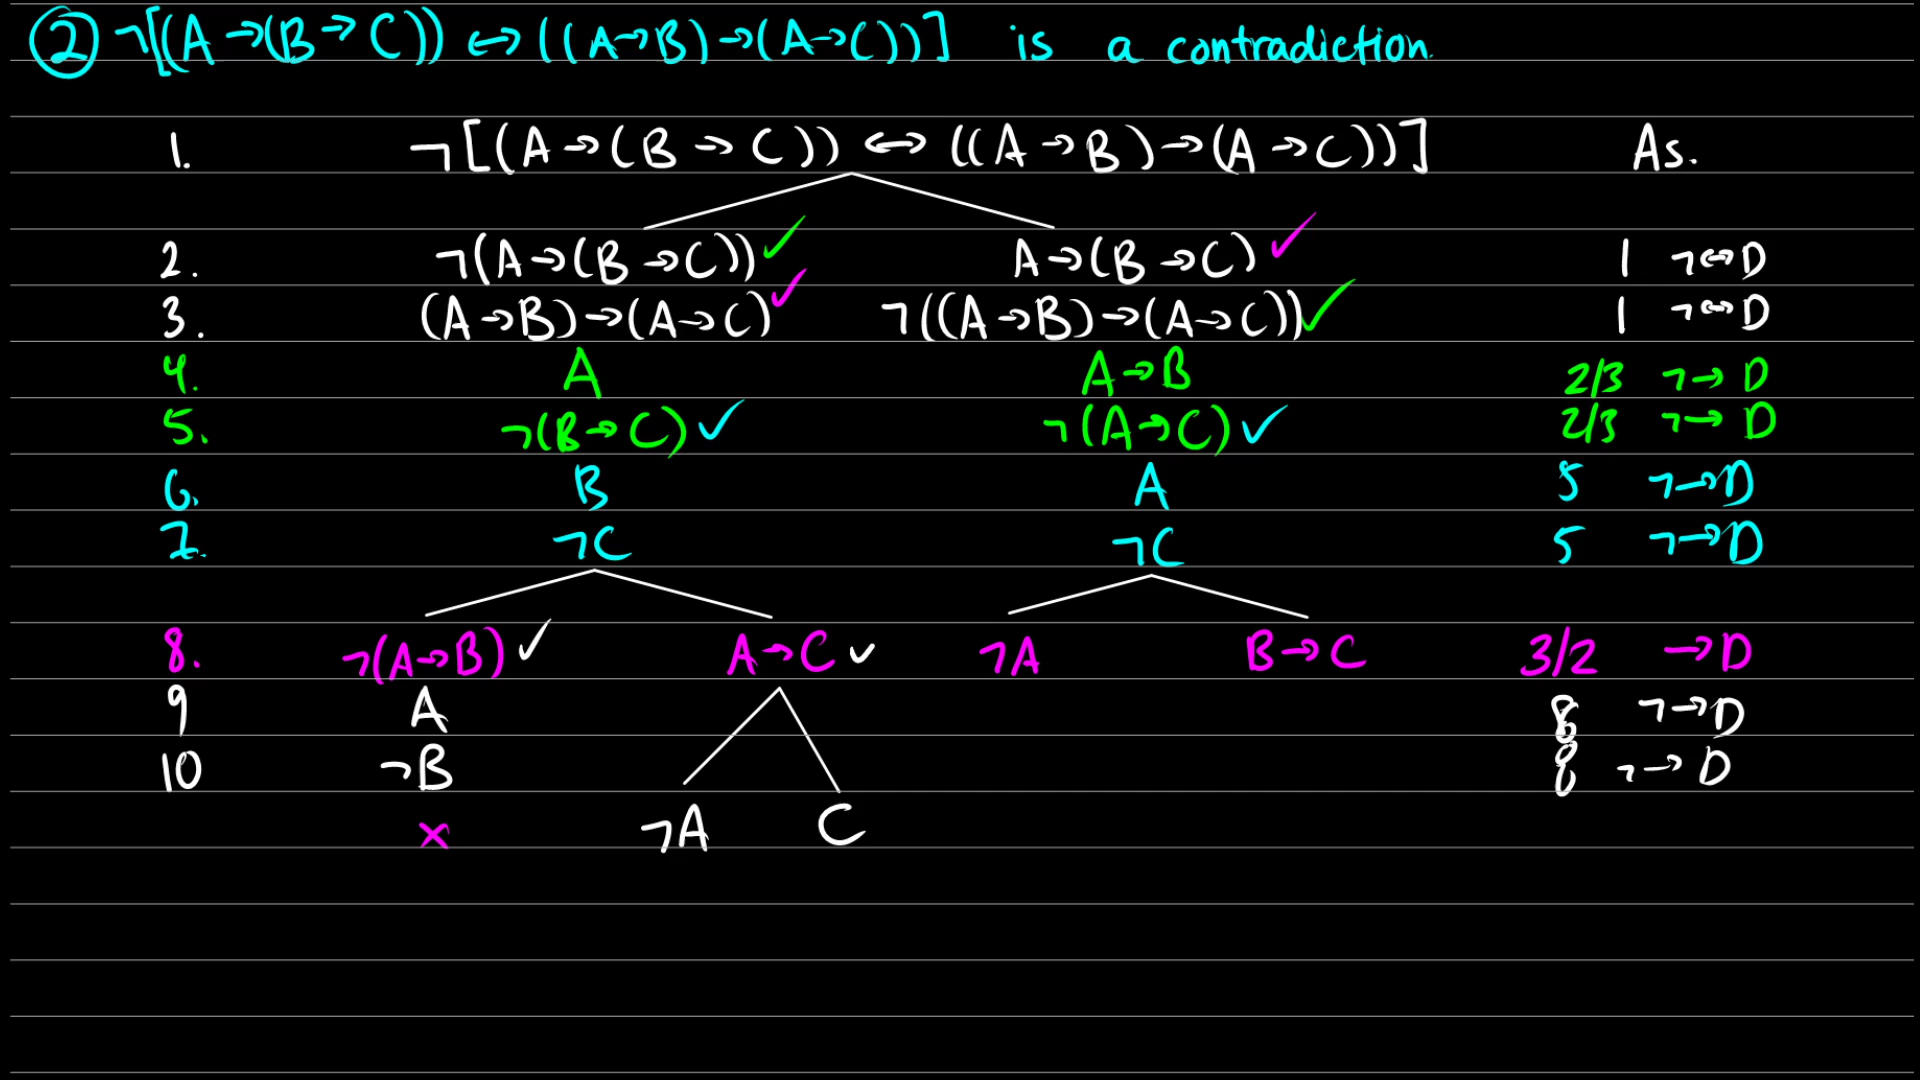 ② ¬[(A→(B→C)) ↔ ((A→B)→(A→C))] is a contradiction.
1. ¬[(A→(B→C)) ↔ ((A→B)→(A→C))] As.
2. ¬(A→(B→C)) ✓ A→(B→C) ✓ 1 ¬↔D
3. (A→B)→(A→C) ✓ ¬((A→B)→(A→C)) ✓ 1 ¬↔D
4. A A→B 2/3 ¬→D
5. ¬(B→C) ✓ ¬(A→C) ✓ 2/3 ¬→D
6. B A 5 ¬→D
7. ¬C ¬C 5 ¬→D
8. ¬(A→B) ✓ A→C ✓ ¬A B→C 3/2 →D
9 A 8 ¬→D
10 ¬B 8 ¬→D
× ¬A C